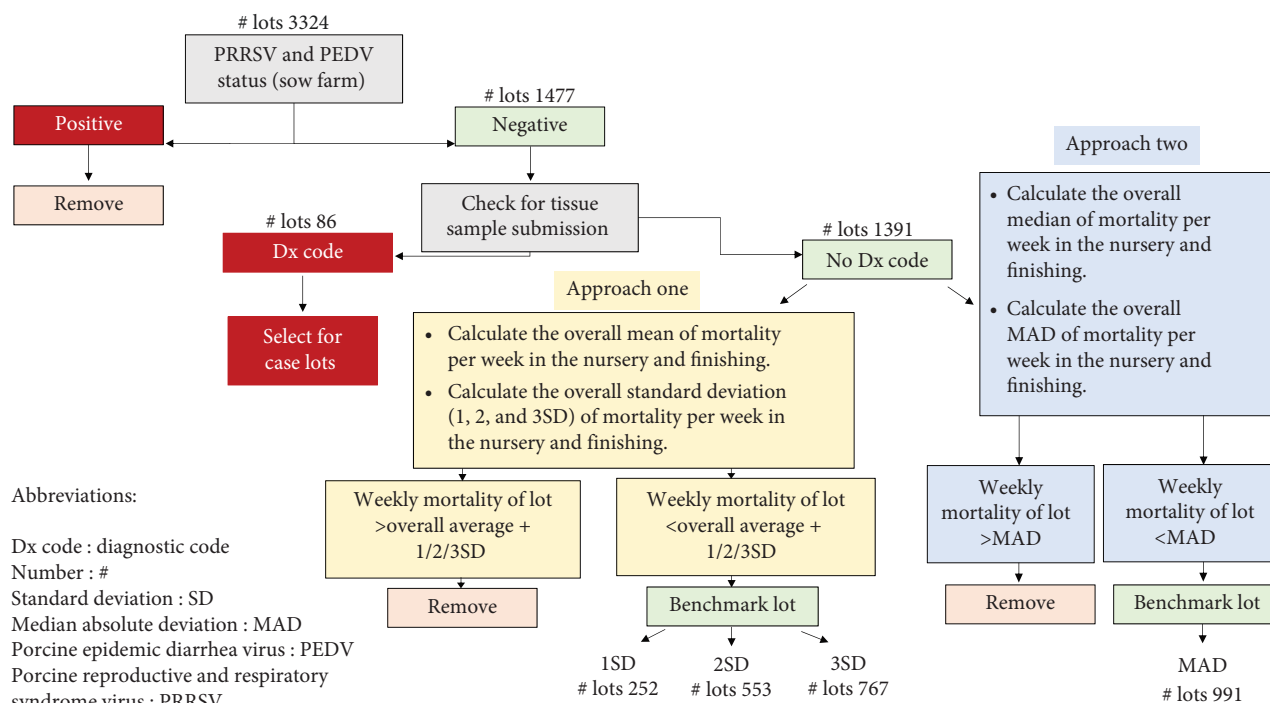 # lots 3324
PRRSV and PEDV
status (sow farm)
# lots 1477
Positive
Negative
Remove
Check for tissue
sample submission
# lots 86
Dx code
Select for
case lots
# lots 1391
No Dx code
Approach one
• Calculate the overall mean of mortality
per week in the nursery and finishing.
• Calculate the overall standard deviation
(1, 2, and 3SD) of mortality per week in
the nursery and finishing.
Weekly mortality of lot
>overall average +
1/2/3SD
Remove
Weekly mortality of lot
<overall average +
1/2/3SD
Benchmark lot
1SD
# lots 252
2SD
# lots 553
3SD
# lots 767
Approach two
• Calculate the overall
median of mortality per
week in the nursery and
finishing.
• Calculate the overall
MAD of mortality per
week in the nursery and
finishing.
Weekly
mortality of lot
>MAD
Remove
Weekly
mortality of lot
<MAD
Benchmark lot
MAD
# lots 991
Abbreviations:
Dx code : diagnostic code
Number : #
Standard deviation : SD
Median absolute deviation : MAD
Porcine epidemic diarrhea virus : PEDV
Porcine reproductive and respiratory
syndrome virus : PRRSV